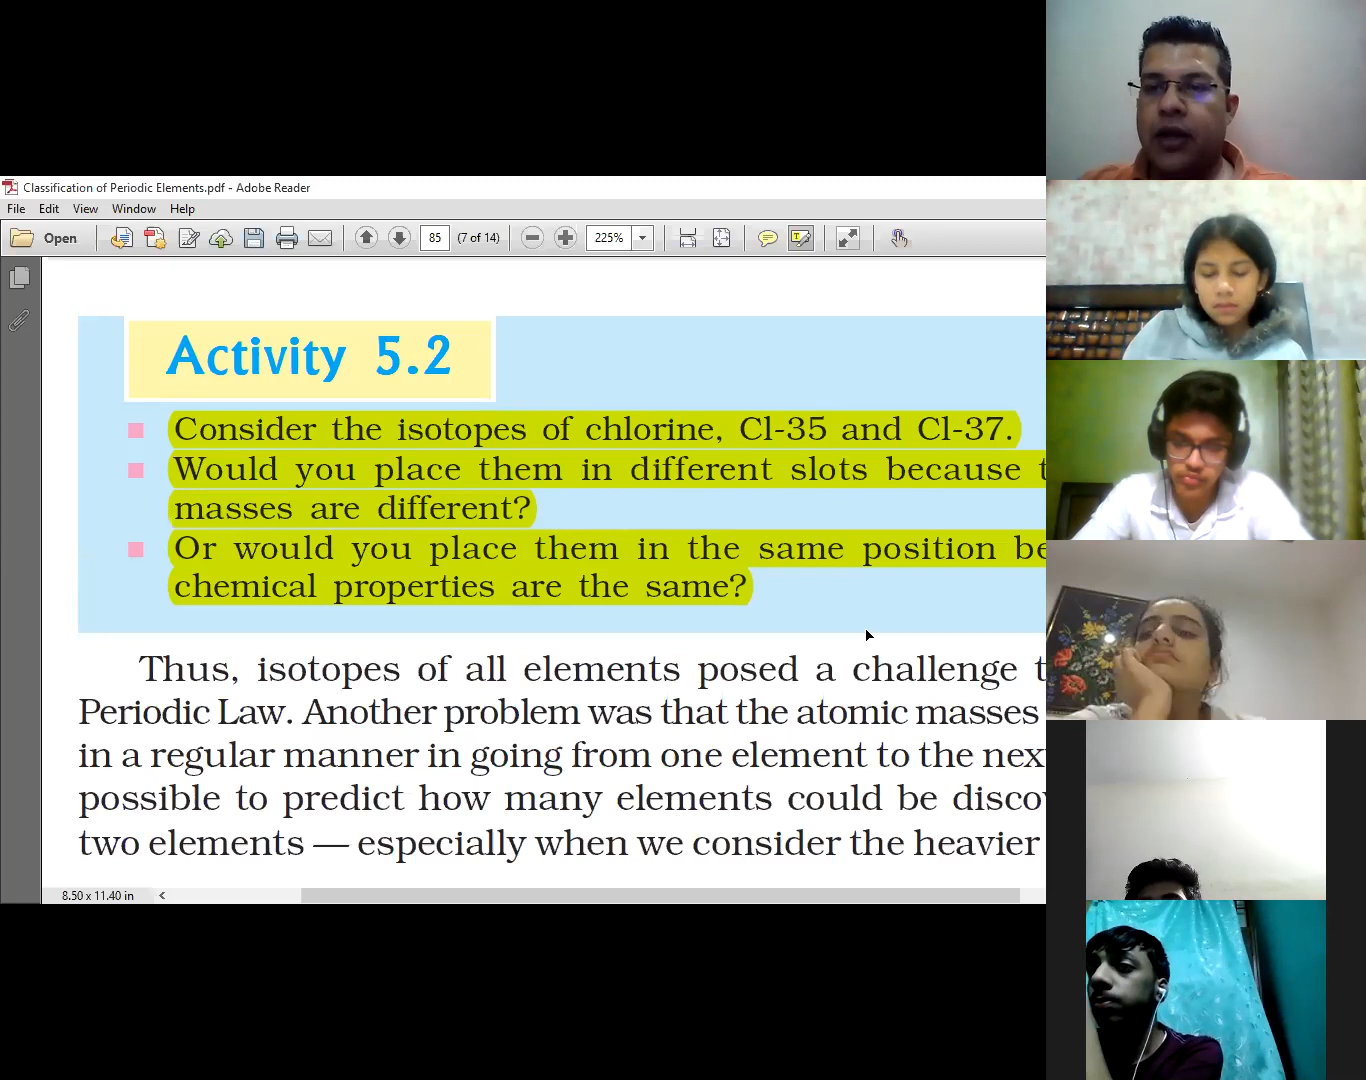 Classification of Periodic Elements.pdf - Adobe Reader
File Edit View Window Help
Open 85 (7 of 14) 225%
Activity 5.2
Consider the isotopes of chlorine, Cl-35 and Cl-37.
Would you place them in different slots because
masses are different?
Or would you place them in the same position
chemical properties are the same?
Thus, isotopes of all elements posed a challenge
Periodic Law. Another problem was that the atomic masses
in a regular manner in going from one element to the
possible to predict how many elements could be
two elements — especially when we consider the heavier
8.50 x 11.40 in